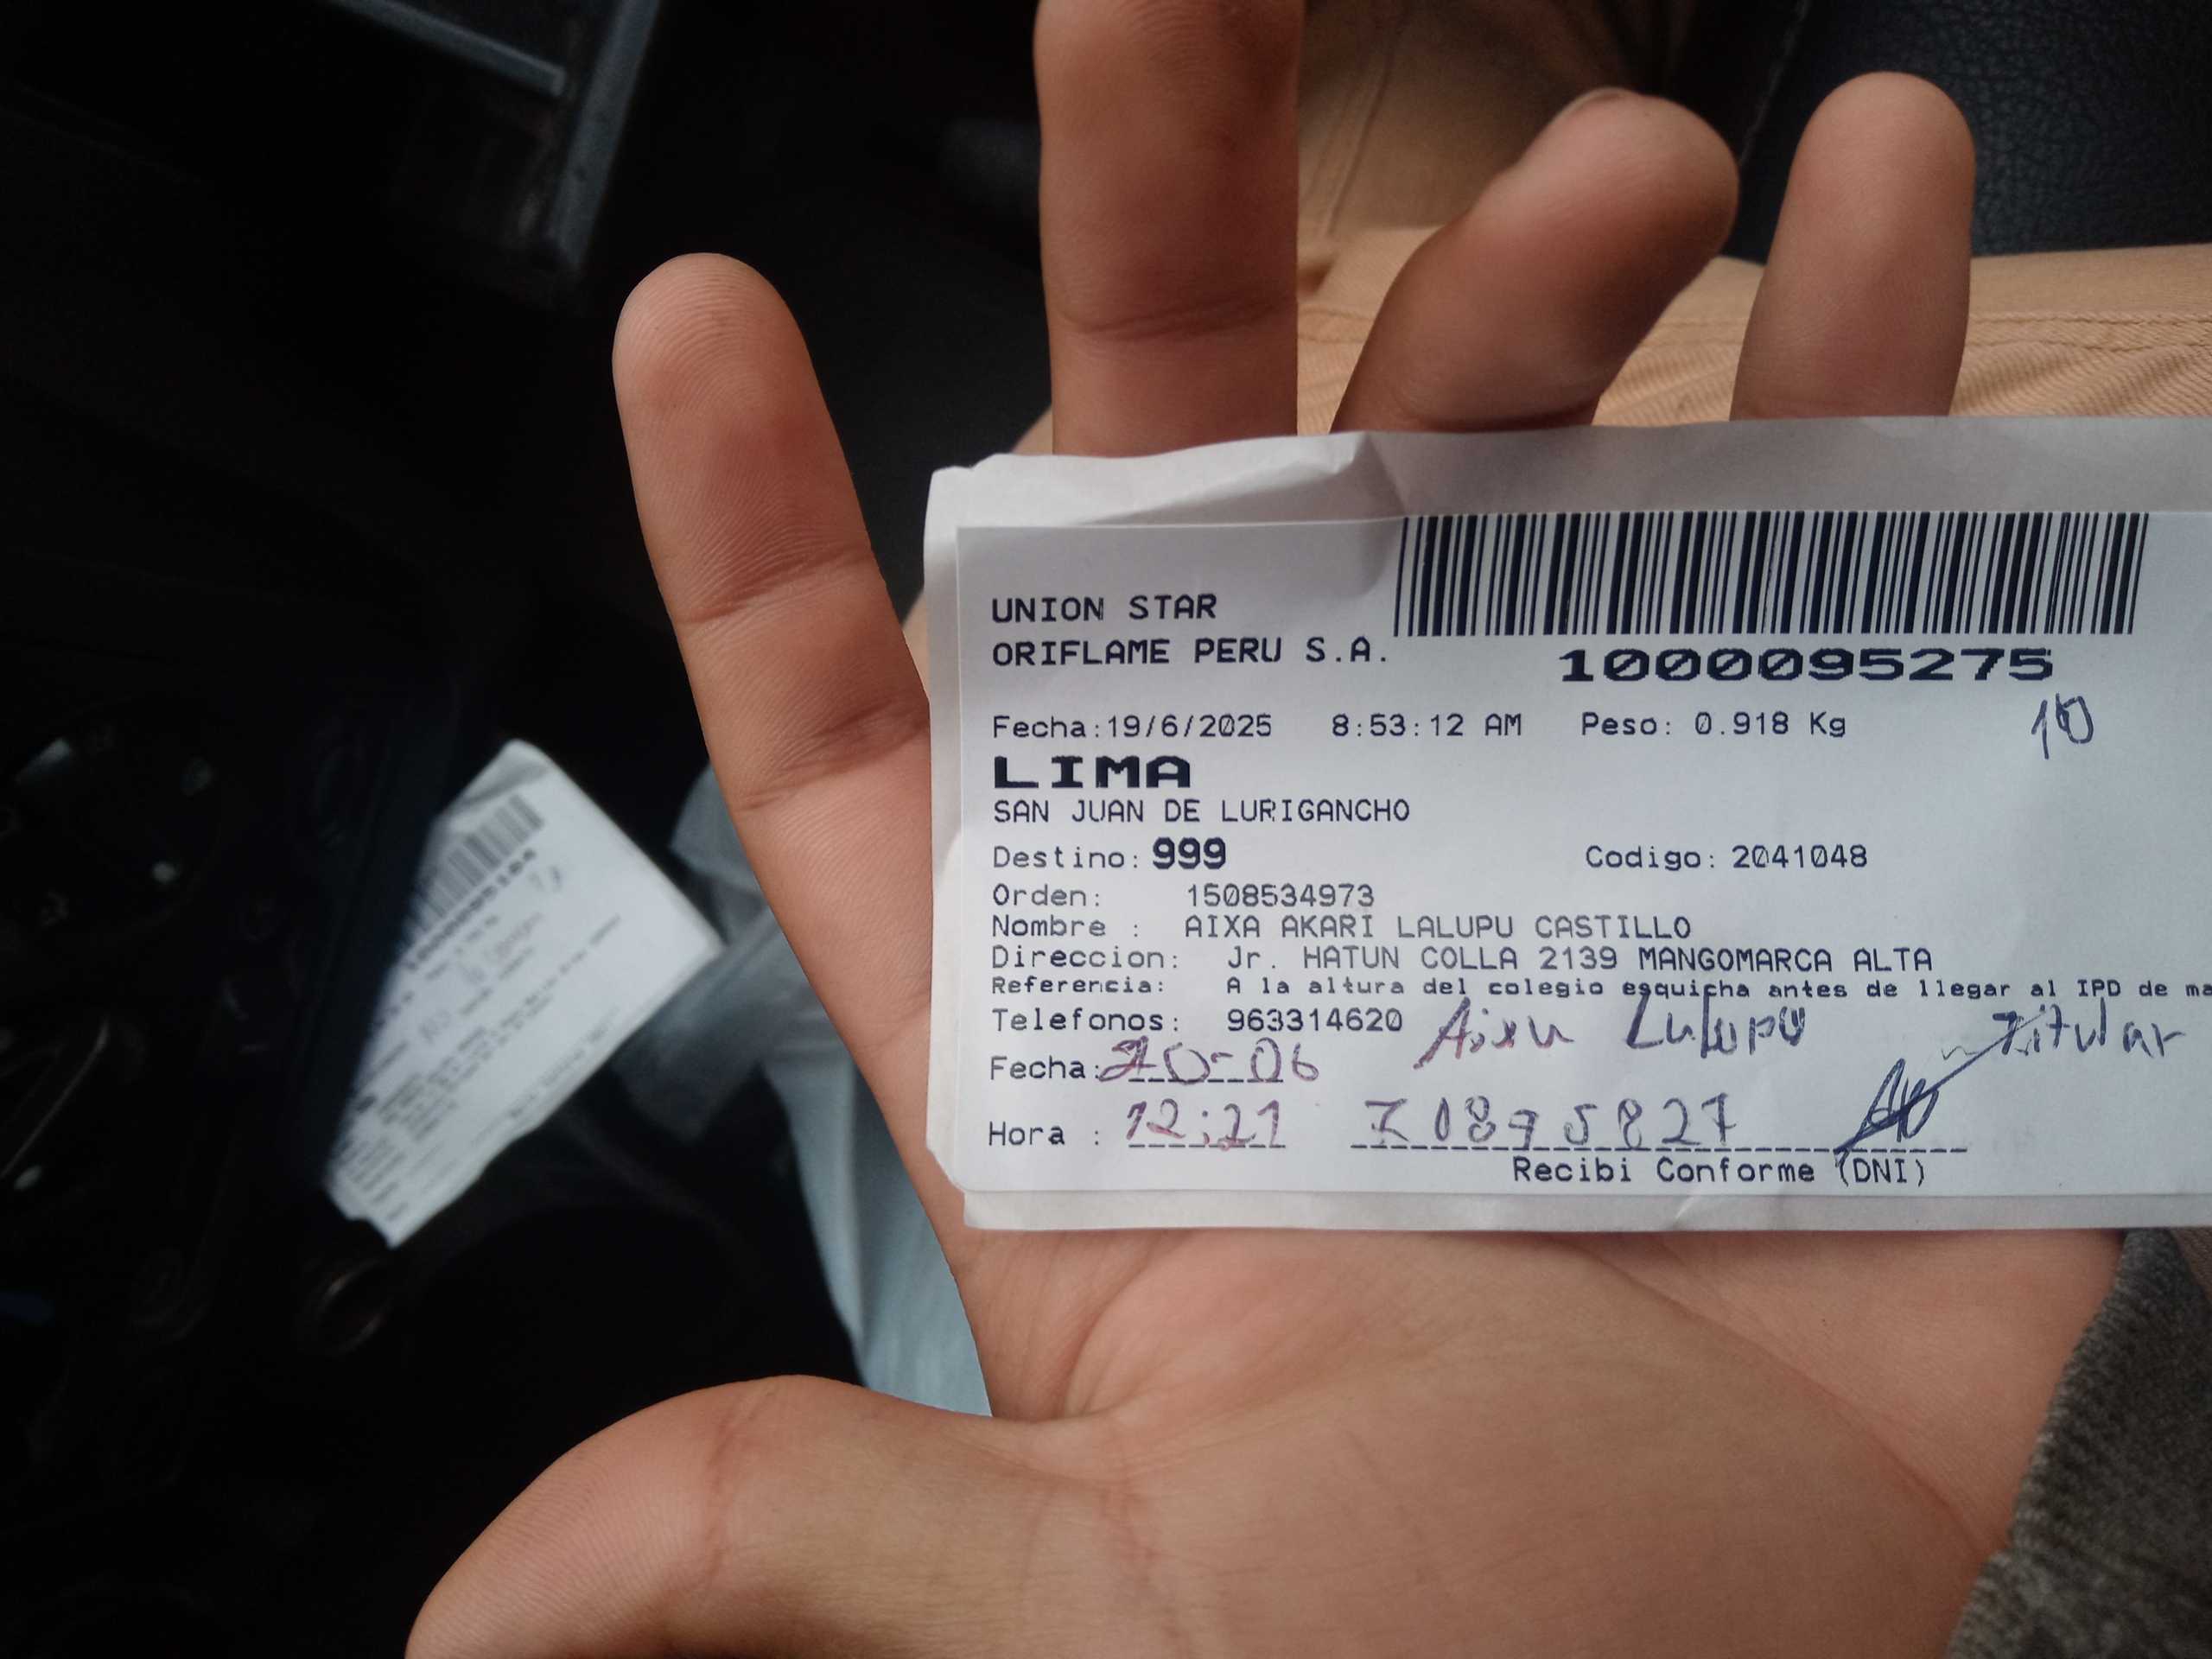 UNION STAR
ORIFLAME PERU S.A.
1000095275
10
Fecha:19/6/2025 8:53:12 AM Peso: 0.918 Kg
LIMA
SAN JUAN DE LURIGANCHO
Destino: 999 Codigo: 2041048
Orden: 1508534973
Nombre : AIXA AKARI LALUPU CASTILLO
Direccion: Jr. HATUN COLLA 2139 MANGOMARCA ALTA
Referencia: A la altura del colegio esquicha antes de llegar al IPD de ma
Telefonos: 963314620 Aixa Lalupu Titular
Fecha: 20-06
Hora : 12:21 70895827
Recibi Conforme (DNI)